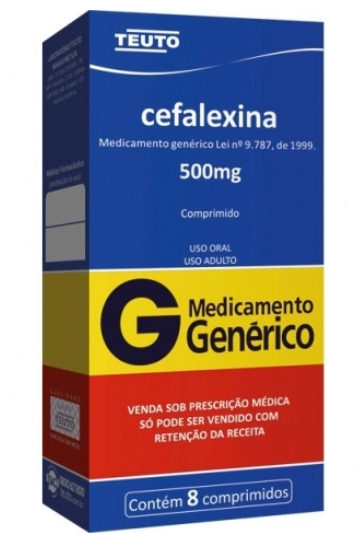 TEUTO
cefalexina
Medicamento genérico Lei nº 9.787, de 1999.
500mg
Comprimido
USO ORAL
USO ADULTO
G Medicamento
Genérico
VENDA SOB PRESCRIÇÃO MÉDICA
SÓ PODE SER VENDIDO COM
RETENÇÃO DA RECEITA
Contém 8 comprimidos